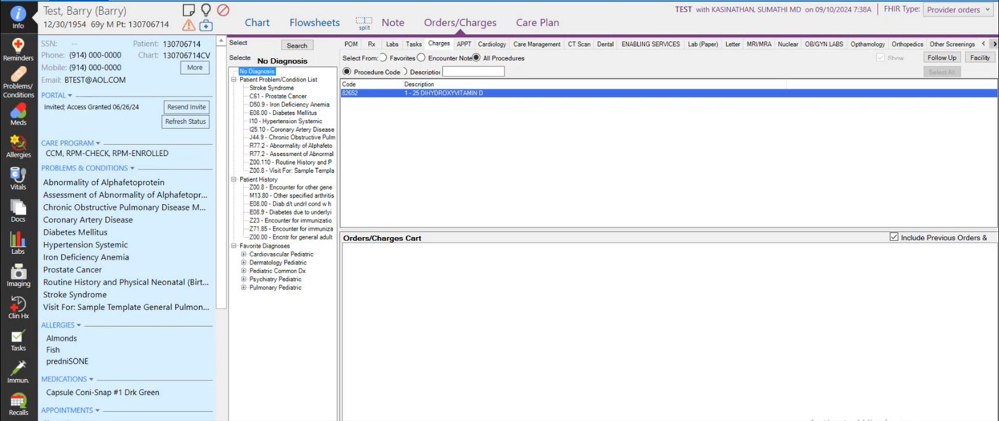 Test, Barry (Barry)
12/30/1954 69y M Pt: 130706714
Chart
Flowsheets
split
Note
Orders/Charges
Care Plan
TEST with KASINATHAN, SUMATHI MD on 09/10/2024 7:38A
FHIR Type: Provider orders
Info
Reminders
Problems/
Conditions
Meds
Allergies
Vitals
Docs
Labs
Imaging
Clin Hx
Tasks
Immun.
Recalls
SSN: -- Patient: 130706714
Phone: (914) 000-0000 Chart: 130706714CV
Mobile: (914) 000-0000 More
Email: BTEST@AOL.COM
PORTAL
Invited; Access Granted 06/26/24 Resend Invite
Refresh Status
CARE PROGRAM
CCM, RPM-CHECK, RPM-ENROLLED
PROBLEMS & CONDITIONS
Abnormality of Alphafetoprotein
Assessment of Abnormality of Alphafetopr...
Chronic Obstructive Pulmonary Disease M...
Coronary Artery Disease
Diabetes Mellitus
Hypertension Systemic
Iron Deficiency Anemia
Prostate Cancer
Routine History and Physical Neonatal (Birt...
Stroke Syndrome
Visit For: Sample Template General Pulmon...
ALLERGIES
Almonds
Fish
predniSONE
MEDICATIONS
Capsule Coni-Snap #1 Drk Green
APPOINTMENTS
Select
Search
Selecte No Diagnosis
No Diagnosis
Patient Problem/Condition List
Stroke Syndrome
C61 - Prostate Cancer
D50.9 - Iron Deficiency Anemia
E08.00 - Diabetes Mellitus
I10 - Hypertension Systemic
I25.10 - Coronary Artery Disease
J44.9 - Chronic Obstructive Pulm
R77.2 - Abnormality of Alphafeto
R77.2 - Assessment of Abnormal
Z00.110 - Routine History and P
Z00.8 - Visit For: Sample Templa
Patient History
Z00.8 - Encounter for other gene
M13.80 - Other specified arthritis
E08.00 - Diab d/t undrl cond w h
E08.9 - Diabetes due to underlyi
Z23 - Encounter for immunizatio
Z71.85 - Encounter for immuniza
Z00.00 - Encntr for general adult
Favorite Diagnoses
Cardiovascular Pediatric
Dermatology Pediatric
Pediatric Common Dx
Psychiatry Pediatric
Pulmonary Pediatric
POM Rx Labs Tasks Charges APPT Cardiology Care Management CT Scan Dental ENABLING SERVICES Lab (Paper) Letter MRI/MRA Nuclear OB/GYN LABS Opthamology Orthopedics Other Screenings
Select From: Favorites Encounter Note All Procedures Show Follow Up Facility
Procedure Code Descriptio Select All
Code Description
82652 1 - 25 DIHYDROXYVITAMIN D
Orders/Charges Cart Include Previous Orders &